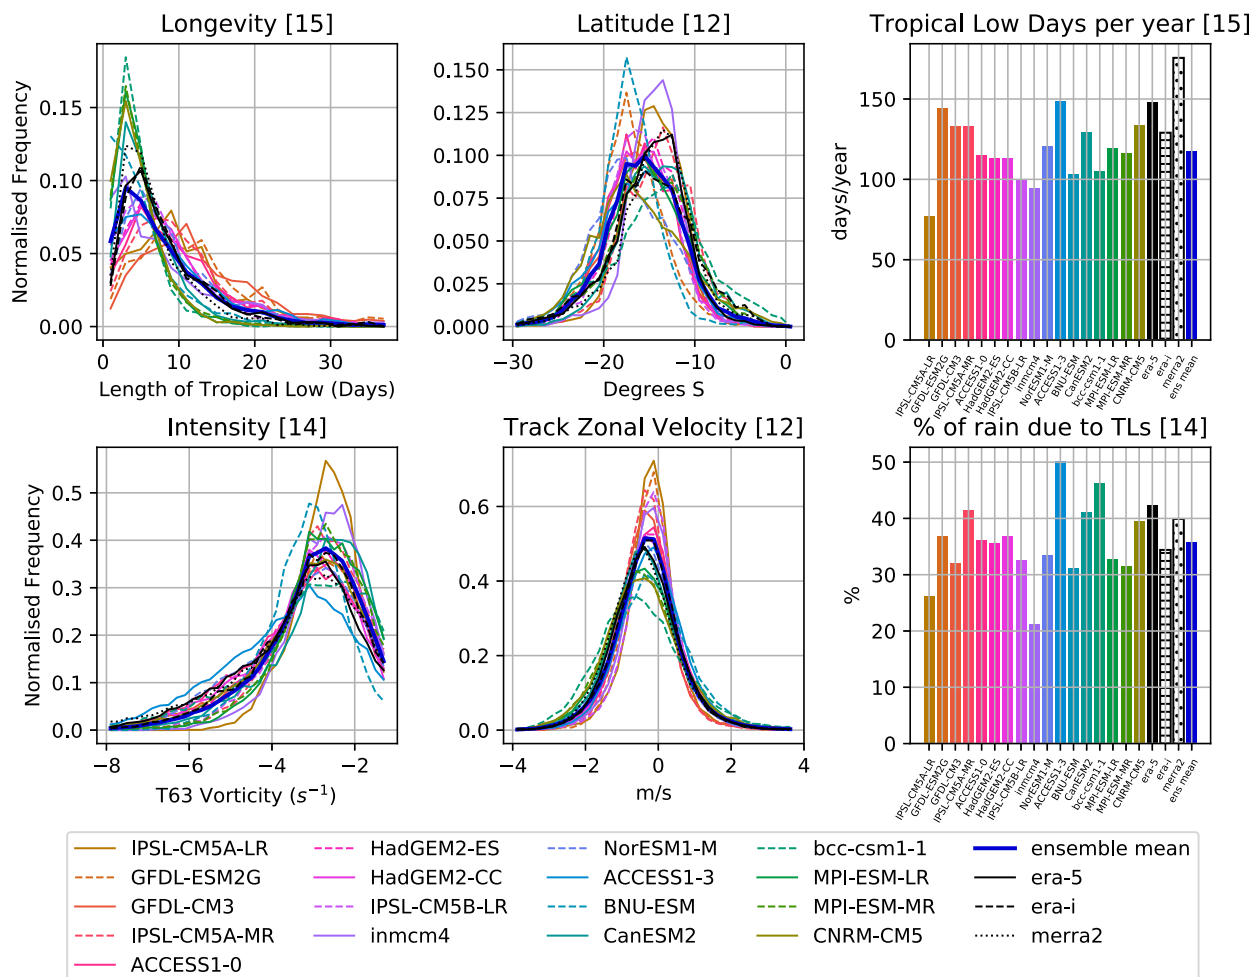 Longevity [15]
Latitude [12]
Tropical Low Days per year [15]
Normalised Frequency
0.15
0.10
0.05
0.00
0 10 20 30
Length of Tropical Low (Days)
0.150
0.125
0.100
0.075
0.050
0.025
0.000
−30 −20 −10 0
Degrees S
days/year
150
100
50
0
IPSL-CM5A-LR
GFDL-ESM2G
GFDL-CM3
IPSL-CM5A-MR
ACCESS1-0
HadGEM2-ES
HadGEM2-CC
IPSL-CM5B-LR
inmcm4
NorESM1-M
ACCESS1-3
BNU-ESM
CanESM2
bcc-csm1-1
MPI-ESM-LR
MPI-ESM-MR
CNRM-CM5
era-5
era-i
merra2
ens mean
Intensity [14]
Track Zonal Velocity [12]
% of rain due to TLs [14]
Normalised Frequency
0.5
0.4
0.3
0.2
0.1
0.0
−8 −6 −4 −2
T63 Vorticity (s⁻¹)
0.6
0.4
0.2
0.0
−4 −2 0 2 4
m/s
%
50
40
30
20
10
0
IPSL-CM5A-LR
GFDL-ESM2G
GFDL-CM3
IPSL-CM5A-MR
ACCESS1-0
HadGEM2-ES
HadGEM2-CC
IPSL-CM5B-LR
inmcm4
NorESM1-M
ACCESS1-3
BNU-ESM
CanESM2
bcc-csm1-1
MPI-ESM-LR
MPI-ESM-MR
CNRM-CM5
era-5
era-i
merra2
ens mean
IPSL-CM5A-LR
GFDL-ESM2G
GFDL-CM3
IPSL-CM5A-MR
ACCESS1-0
HadGEM2-ES
HadGEM2-CC
IPSL-CM5B-LR
inmcm4
NorESM1-M
ACCESS1-3
BNU-ESM
CanESM2
bcc-csm1-1
MPI-ESM-LR
MPI-ESM-MR
CNRM-CM5
ensemble mean
era-5
era-i
merra2